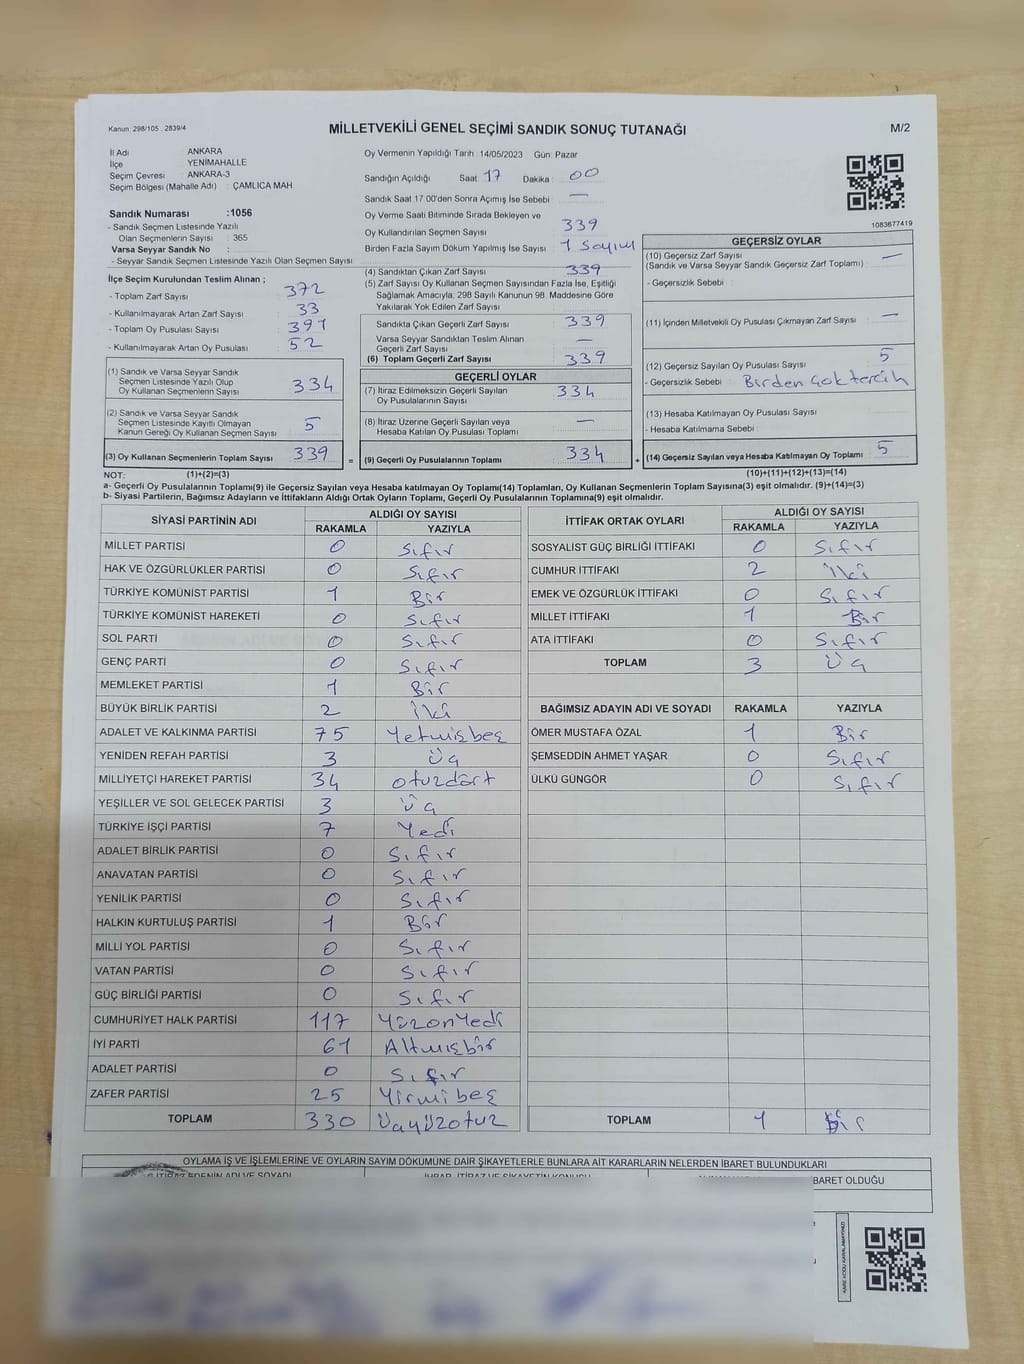 Kanun: 298/105 , 2839/4
MİLLETVEKİLİ GENEL SEÇİMİ SANDIK SONUÇ TUTANAĞI
M/2
İl Adı ANKARA
İlçe YENİMAHALLE
Seçim Çevresi : ANKARA-3
Seçim Bölgesi (Mahalle Adı) : ÇAMLICA MAH.
Sandık Numarası :1056
- Sandık Seçmen Listesinde Yazılı
Olan Seçmenlerin Sayısı : 365
Varsa Seyyar Sandık No :
- Seyyar Sandık Seçmen Listesinde Yazılı Olan Seçmen Sayısı :
Oy Vermenin Yapıldığı Tarih : 14/05/2023 Gün: Pazar
Sandığın Açıldığı Saat : 17 Dakika : 00
Sandık Saat 17:00'den Sonra Açımış İse Sebebi : —
Oy Verme Saati Bitiminde Sırada Bekleyen ve
Oy Kullandırılan Seçmen Sayısı : 339
Birden Fazla Sayım Döküm Yapılmış İse Sayısı : 1 Sayım
1083677419
İlçe Seçim Kurulundan Teslim Alınan ;
- Toplam Zarf Sayısı : 372
- Kullanılmayarak Artan Zarf Sayısı : 33
- Toplam Oy Pusulası Sayısı : 391
- Kullanılmayarak Artan Oy Pusulası : 52
(1) Sandık ve Varsa Seyyar Sandık
Seçmen Listesinde Yazılı Olup
Oy Kullanan Seçmenlerin Sayısı : 334
(2) Sandık ve Varsa Seyyar Sandık
Seçmen Listesinde Kayıtlı Olmayan
Kanun Gereği Oy Kullanan Seçmen Sayısı : 5
(3) Oy Kullanan Seçmenlerin Toplam Sayısı : 339 =
(4) Sandıktan Çıkan Zarf Sayısı : 339
(5) Zarf Sayısı Oy Kullanan Seçmen Sayısından Fazla İse, Eşitliği
Sağlamak Amacıyla, 298 Sayılı Kanunun 98. Maddesine Göre
Yakılarak Yok Edilen Zarf Sayısı :
Sandıkta Çıkan Geçerli Zarf Sayısı : 339
Varsa Seyyar Sandıktan Teslim Alınan
Geçerli Zarf Sayısı : —
(6) Toplam Geçerli Zarf Sayısı : 339
GEÇERLİ OYLAR
(7) İtiraz Edilmeksizin Geçerli Sayılan
Oy Pusulalarının Sayısı : 334
(8) İtiraz Üzerine Geçerli Sayılan veya
Hesaba Katılan Oy Pusulası Toplamı : —
(9) Geçerli Oy Pusulalarının Toplamı : 334 +
GEÇERSİZ OYLAR
(10) Geçersiz Zarf Sayısı : —
(Sandık ve Varsa Seyyar Sandık Geçersiz Zarf Toplamı)
- Geçersizlik Sebebi :
(11) İçinden Milletvekili Oy Pusulası Çıkmayan Zarf Sayısı : —
(12) Geçersiz Sayılan Oy Pusulası Sayısı : 5
- Geçersizlik Sebebi : Birden Çok tercih
(13) Hesaba Katılmayan Oy Pusulası Sayısı :
- Hesaba Katılmama Sebebi :
(14) Geçersiz Sayılan veya Hesaba Katılmayan Oy Toplamı : 5
NOT: (1)+(2)=(3) (10)+(11)+(12)+(13)=(14)
a- Geçerli Oy Pusulalarının Toplamı(9) ile Geçersiz Sayılan veya Hesaba katılmayan Oy Toplamı(14) Toplamları, Oy Kullanan Seçmenlerin Toplam Sayısına(3) eşit olmalıdır. (9)+(14)=(3)
b- Siyasi Partilerin, Bağımsız Adayların ve İttifakların Aldığı Ortak Oyların Toplamı, Geçerli Oy Pusulalarının Toplamına(9) eşit olmalıdır.
SİYASİ PARTİNİN ADI ALDIĞI OY SAYISI
RAKAMLA YAZIYLA
MİLLET PARTİSİ 0 Sıfır
HAK VE ÖZGÜRLÜKLER PARTİSİ 0 Sıfır
TÜRKİYE KOMÜNİST PARTİSİ 1 Bir
TÜRKİYE KOMÜNİST HAREKETİ 0 Sıfır
SOL PARTİ 0 Sıfır
GENÇ PARTİ 0 Sıfır
MEMLEKET PARTİSİ 1 Bir
BÜYÜK BİRLİK PARTİSİ 2 iki
ADALET VE KALKINMA PARTİSİ 75 Yetmişbeş
YENİDEN REFAH PARTİSİ 3 Üç
MİLLİYETÇİ HAREKET PARTİSİ 34 otuzdört
YEŞİLLER VE SOL GELECEK PARTİSİ 3 Üç
TÜRKİYE İŞÇİ PARTİSİ 7 Yedi
ADALET BİRLİK PARTİSİ 0 Sıfır
ANAVATAN PARTİSİ 0 Sıfır
YENİLİK PARTİSİ 0 Sıfır
HALKIN KURTULUŞ PARTİSİ 1 Bir
MİLLİ YOL PARTİSİ 0 Sıfır
VATAN PARTİSİ 0 Sıfır
GÜÇ BİRLİĞİ PARTİSİ 0 Sıfır
CUMHURİYET HALK PARTİSİ 117 Yüzonyedi
İYİ PARTİ 61 Altmışbir
ADALET PARTİSİ 0 Sıfır
ZAFER PARTİSİ 25 Yirmibeş
TOPLAM 330 Üçyüzotuz
İTTİFAK ORTAK OYLARI ALDIĞI OY SAYISI
RAKAMLA YAZIYLA
SOSYALİST GÜÇ BİRLİĞİ İTTİFAKI 0 Sıfır
CUMHUR İTTİFAKI 2 İki
EMEK VE ÖZGÜRLÜK İTTİFAKI 0 Sıfır
MİLLET İTTİFAKI 1 Bir
ATA İTTİFAKI 0 Sıfır
TOPLAM 3 Üç
BAĞIMSIZ ADAYIN ADI VE SOYADI RAKAMLA YAZIYLA
ÖMER MUSTAFA ÖZAL 1 Bir
ŞEMSEDDİN AHMET YAŞAR 0 Sıfır
ÜLKÜ GÜNGÖR 0 Sıfır
TOPLAM 1 Bir
OYLAMA İŞ VE İŞLEMLERİNE VE OYLARIN SAYIM DÖKÜMÜNE DAİR ŞİKAYETLERLE BUNLARA AİT KARARLARIN NELERDEN İBARET BULUNDUKLARI
İTİRAZ EDENİN ADI VE SOYADI İHBAR, İTİRAZ VE ŞİKAYETİN KONUSU
BARET OLDUĞU
KARE KODU KARALAMAYINIZ!